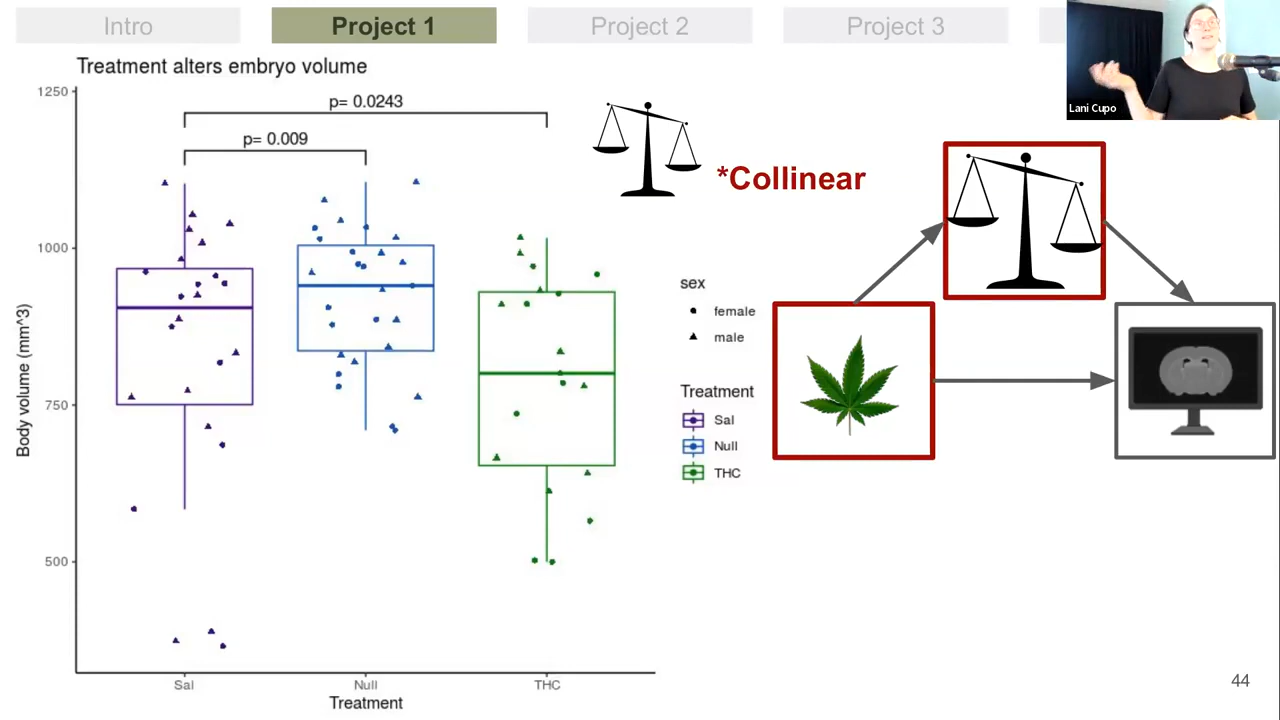 Intro
Project 1
Project 2
Project 3
Lani Cupo
Treatment alters embryo volume
1250
1000
750
500
Body volume (mm^3)
p= 0.0243
p= 0.009
*Collinear
sex
female
male
Treatment
Sal
Null
THC
Sal
Null
THC
Treatment
44